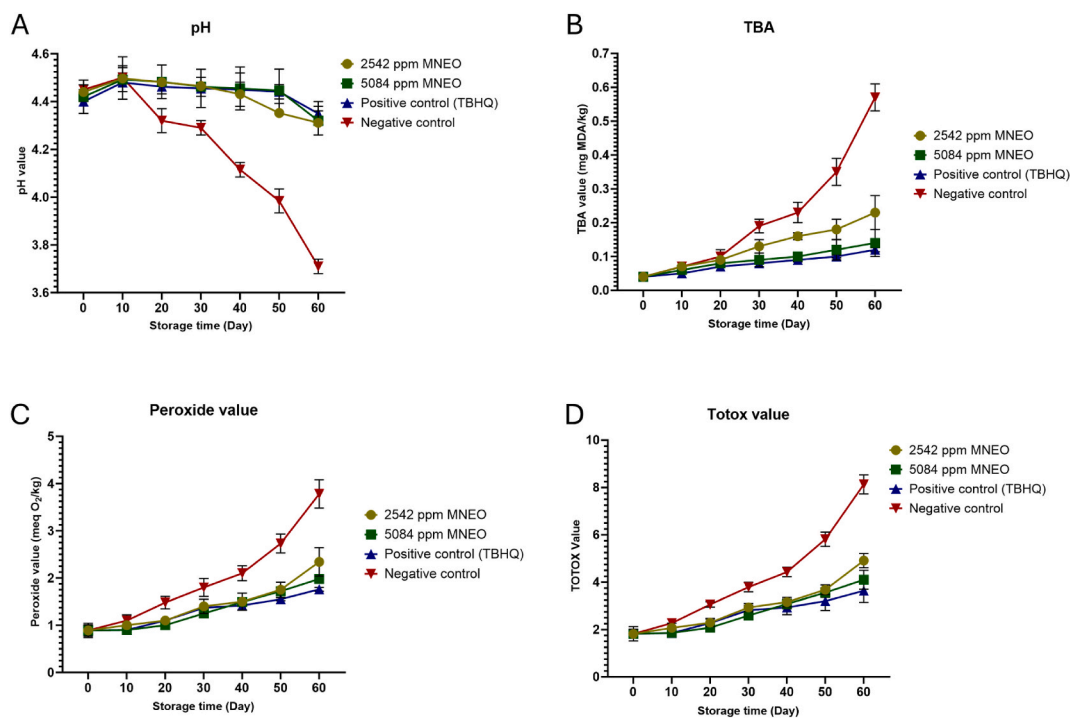 A
pH
pH value
4.6
4.4
4.2
4.0
3.8
3.6
0 10 20 30 40 50 60
Storage time (Day)
2542 ppm MNEO
5084 ppm MNEO
Positive control (TBHQ)
Negative control
B
TBA
TBA value (mg MDA/kg)
0.7
0.6
0.5
0.4
0.3
0.2
0.1
0.0
0 10 20 30 40 50 60
Storage time (Day)
2542 ppm MNEO
5084 ppm MNEO
Positive control (TBHQ)
Negative control
C
Peroxide value
Peroxide value (meq O₂/kg)
5
4
3
2
1
0
0 10 20 30 40 50 60
Storage time (Day)
2542 ppm MNEO
5084 ppm MNEO
Positive control (TBHQ)
Negative control
D
Totox value
TOTOX Value
10
8
6
4
2
0
0 10 20 30 40 50 60
Storage time (Day)
2542 ppm MNEO
5084 ppm MNEO
Positive control (TBHQ)
Negative control